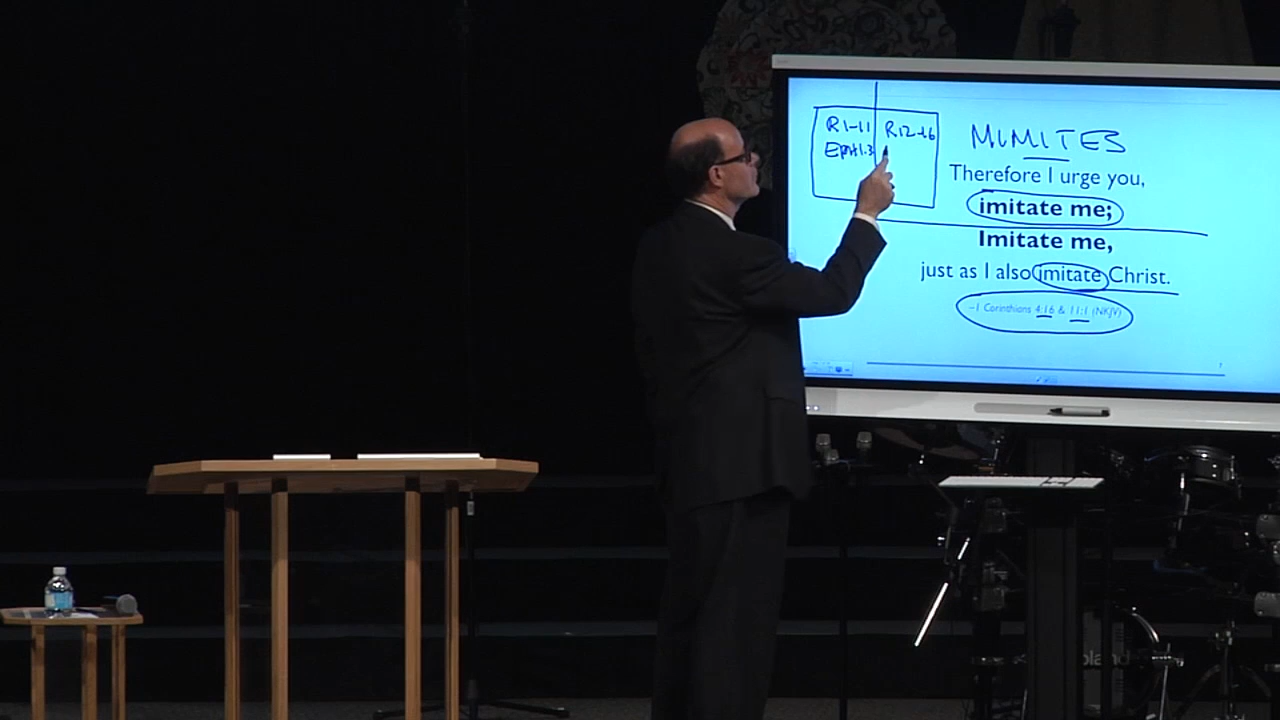 R1-11 R12-16
EPH1.3
MIMITES
Therefore I urge you,
imitate me;
Imitate me,
just as I also imitate Christ.
–1 Corinthians 4:16 & 11:1 (NKJV)